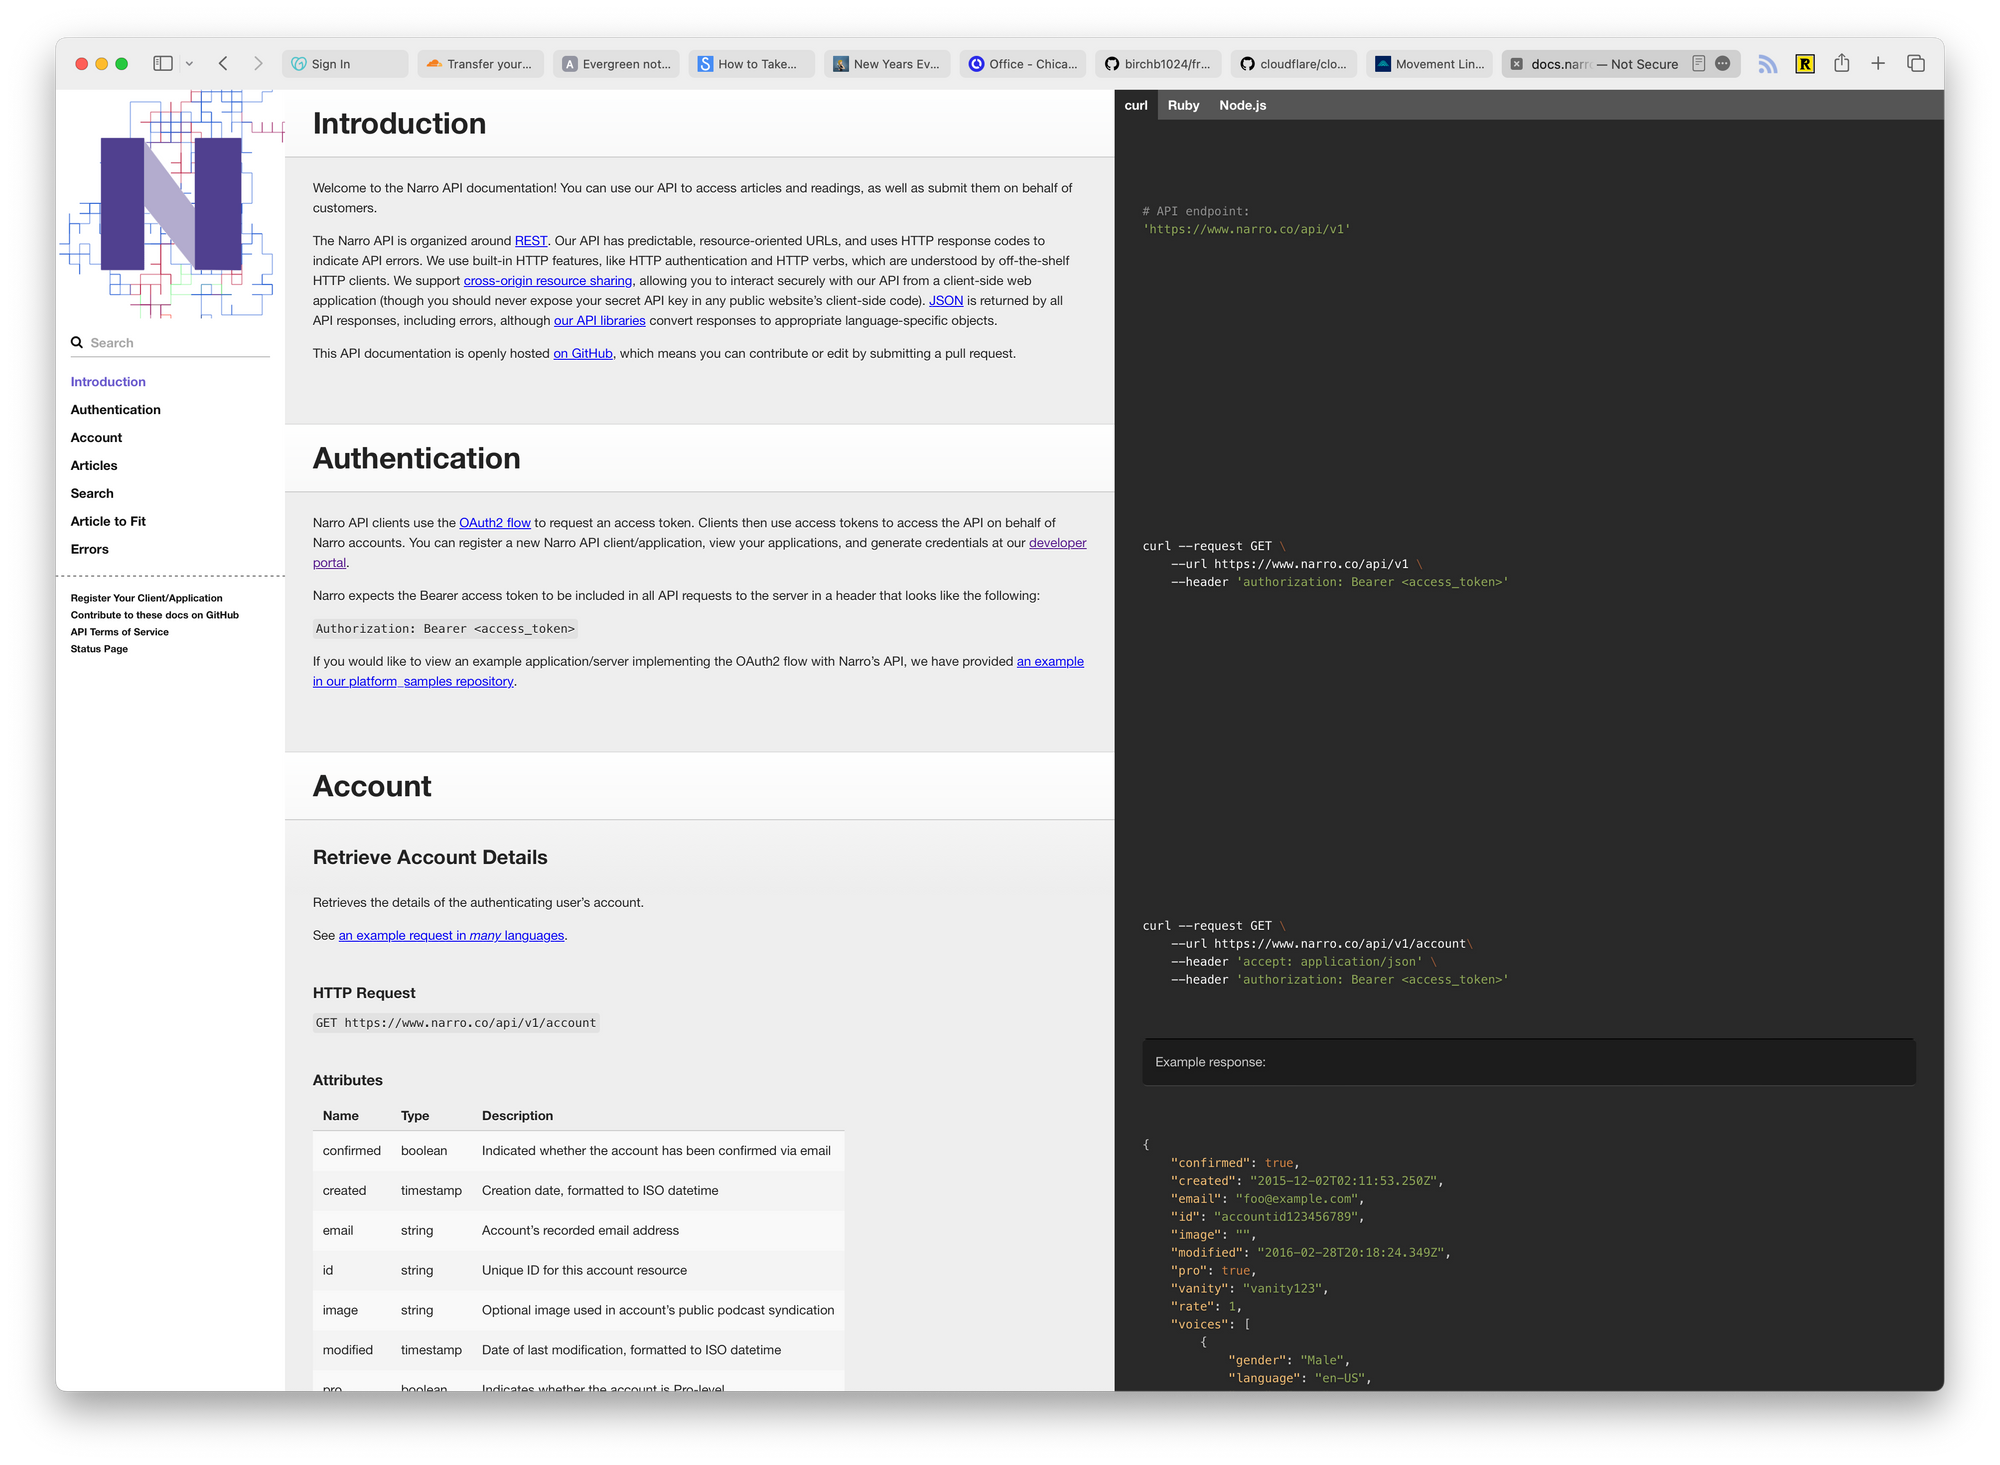 Sign In
Transfer your...
Evergreen not...
How to Take...
New Years Ev...
Office - Chica...
birchb1024/fr...
cloudflare/clo...
Movement Lin...
docs.narr — Not Secure
Search
Introduction
Authentication
Account
Articles
Search
Article to Fit
Errors
Register Your Client/Application
Contribute to these docs on GitHub
API Terms of Service
Status Page
Introduction
Welcome to the Narro API documentation! You can use our API to access articles and readings, as well as submit them on behalf of
customers.
The Narro API is organized around REST. Our API has predictable, resource-oriented URLs, and uses HTTP response codes to
indicate API errors. We use built-in HTTP features, like HTTP authentication and HTTP verbs, which are understood by off-the-shelf
HTTP clients. We support cross-origin resource sharing, allowing you to interact securely with our API from a client-side web
application (though you should never expose your secret API key in any public website’s client-side code). JSON is returned by all
API responses, including errors, although our API libraries convert responses to appropriate language-specific objects.
This API documentation is openly hosted on GitHub, which means you can contribute or edit by submitting a pull request.
Authentication
Narro API clients use the OAuth2 flow to request an access token. Clients then use access tokens to access the API on behalf of
Narro accounts. You can register a new Narro API client/application, view your applications, and generate credentials at our developer
portal.
Narro expects the Bearer access token to be included in all API requests to the server in a header that looks like the following:
Authorization: Bearer <access_token>
If you would like to view an example application/server implementing the OAuth2 flow with Narro’s API, we have provided an example
in our platform_samples repository.
Account
Retrieve Account Details
Retrieves the details of the authenticating user’s account.
See an example request in many languages.
HTTP Request
GET https://www.narro.co/api/v1/account
Attributes
Name Type Description
confirmed boolean Indicated whether the account has been confirmed via email
created timestamp Creation date, formatted to ISO datetime
email string Account’s recorded email address
id string Unique ID for this account resource
image string Optional image used in account’s public podcast syndication
modified timestamp Date of last modification, formatted to ISO datetime
pro boolean Indicates whether the account is Pro-level
curl Ruby Node.js
# API endpoint:
'https://www.narro.co/api/v1'
curl --request GET \
--url https://www.narro.co/api/v1 \
--header 'authorization: Bearer <access_token>'
curl --request GET \
--url https://www.narro.co/api/v1/account\
--header 'accept: application/json' \
--header 'authorization: Bearer <access_token>'
Example response:
{
"confirmed": true,
"created": "2015-12-02T02:11:53.250Z",
"email": "foo@example.com",
"id": "accountid123456789",
"image": "",
"modified": "2016-02-28T20:18:24.349Z",
"pro": true,
"vanity": "vanity123",
"rate": 1,
"voices": [
{
"gender": "Male",
"language": "en-US",